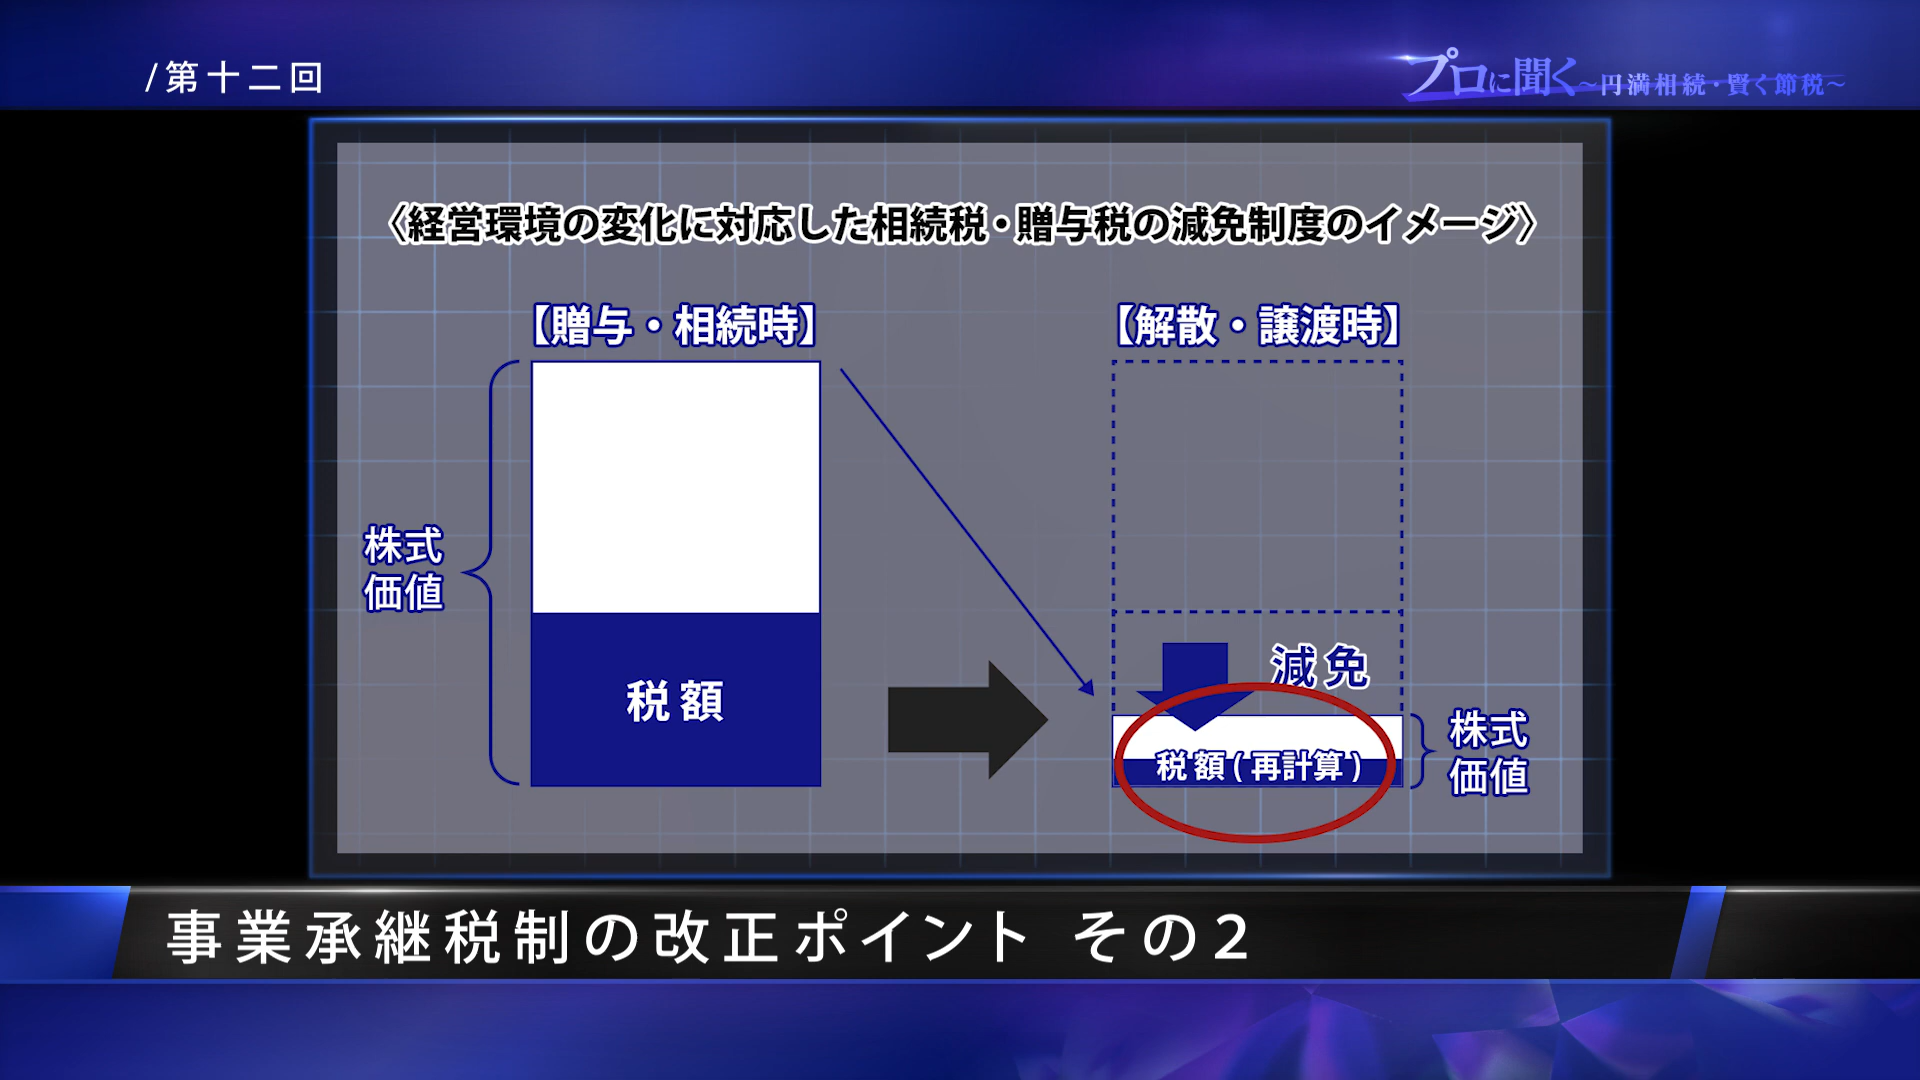 /第十二回
プロに聞く～円満相続・賢く節税～
〈経営環境の変化に対応した相続税・贈与税の減免制度のイメージ〉
【贈与・相続時】
【解散・譲渡時】
株式
価値
税額
減免
税額(再計算)
株式
価値
事業承継税制の改正ポイント その2